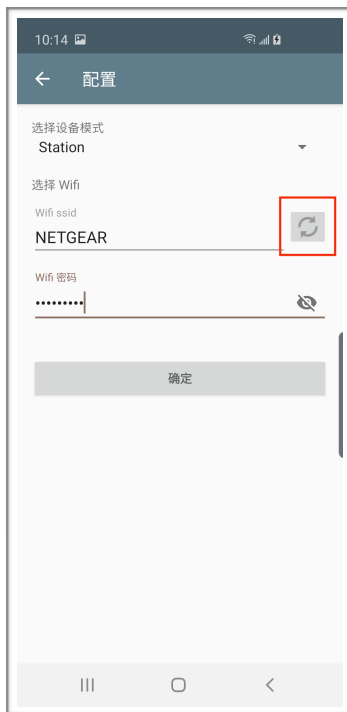 10:14
配置
选择设备模式
Station
选择 Wifi
Wifi ssid
NETGEAR
Wifi 密码
•••••••••
确定